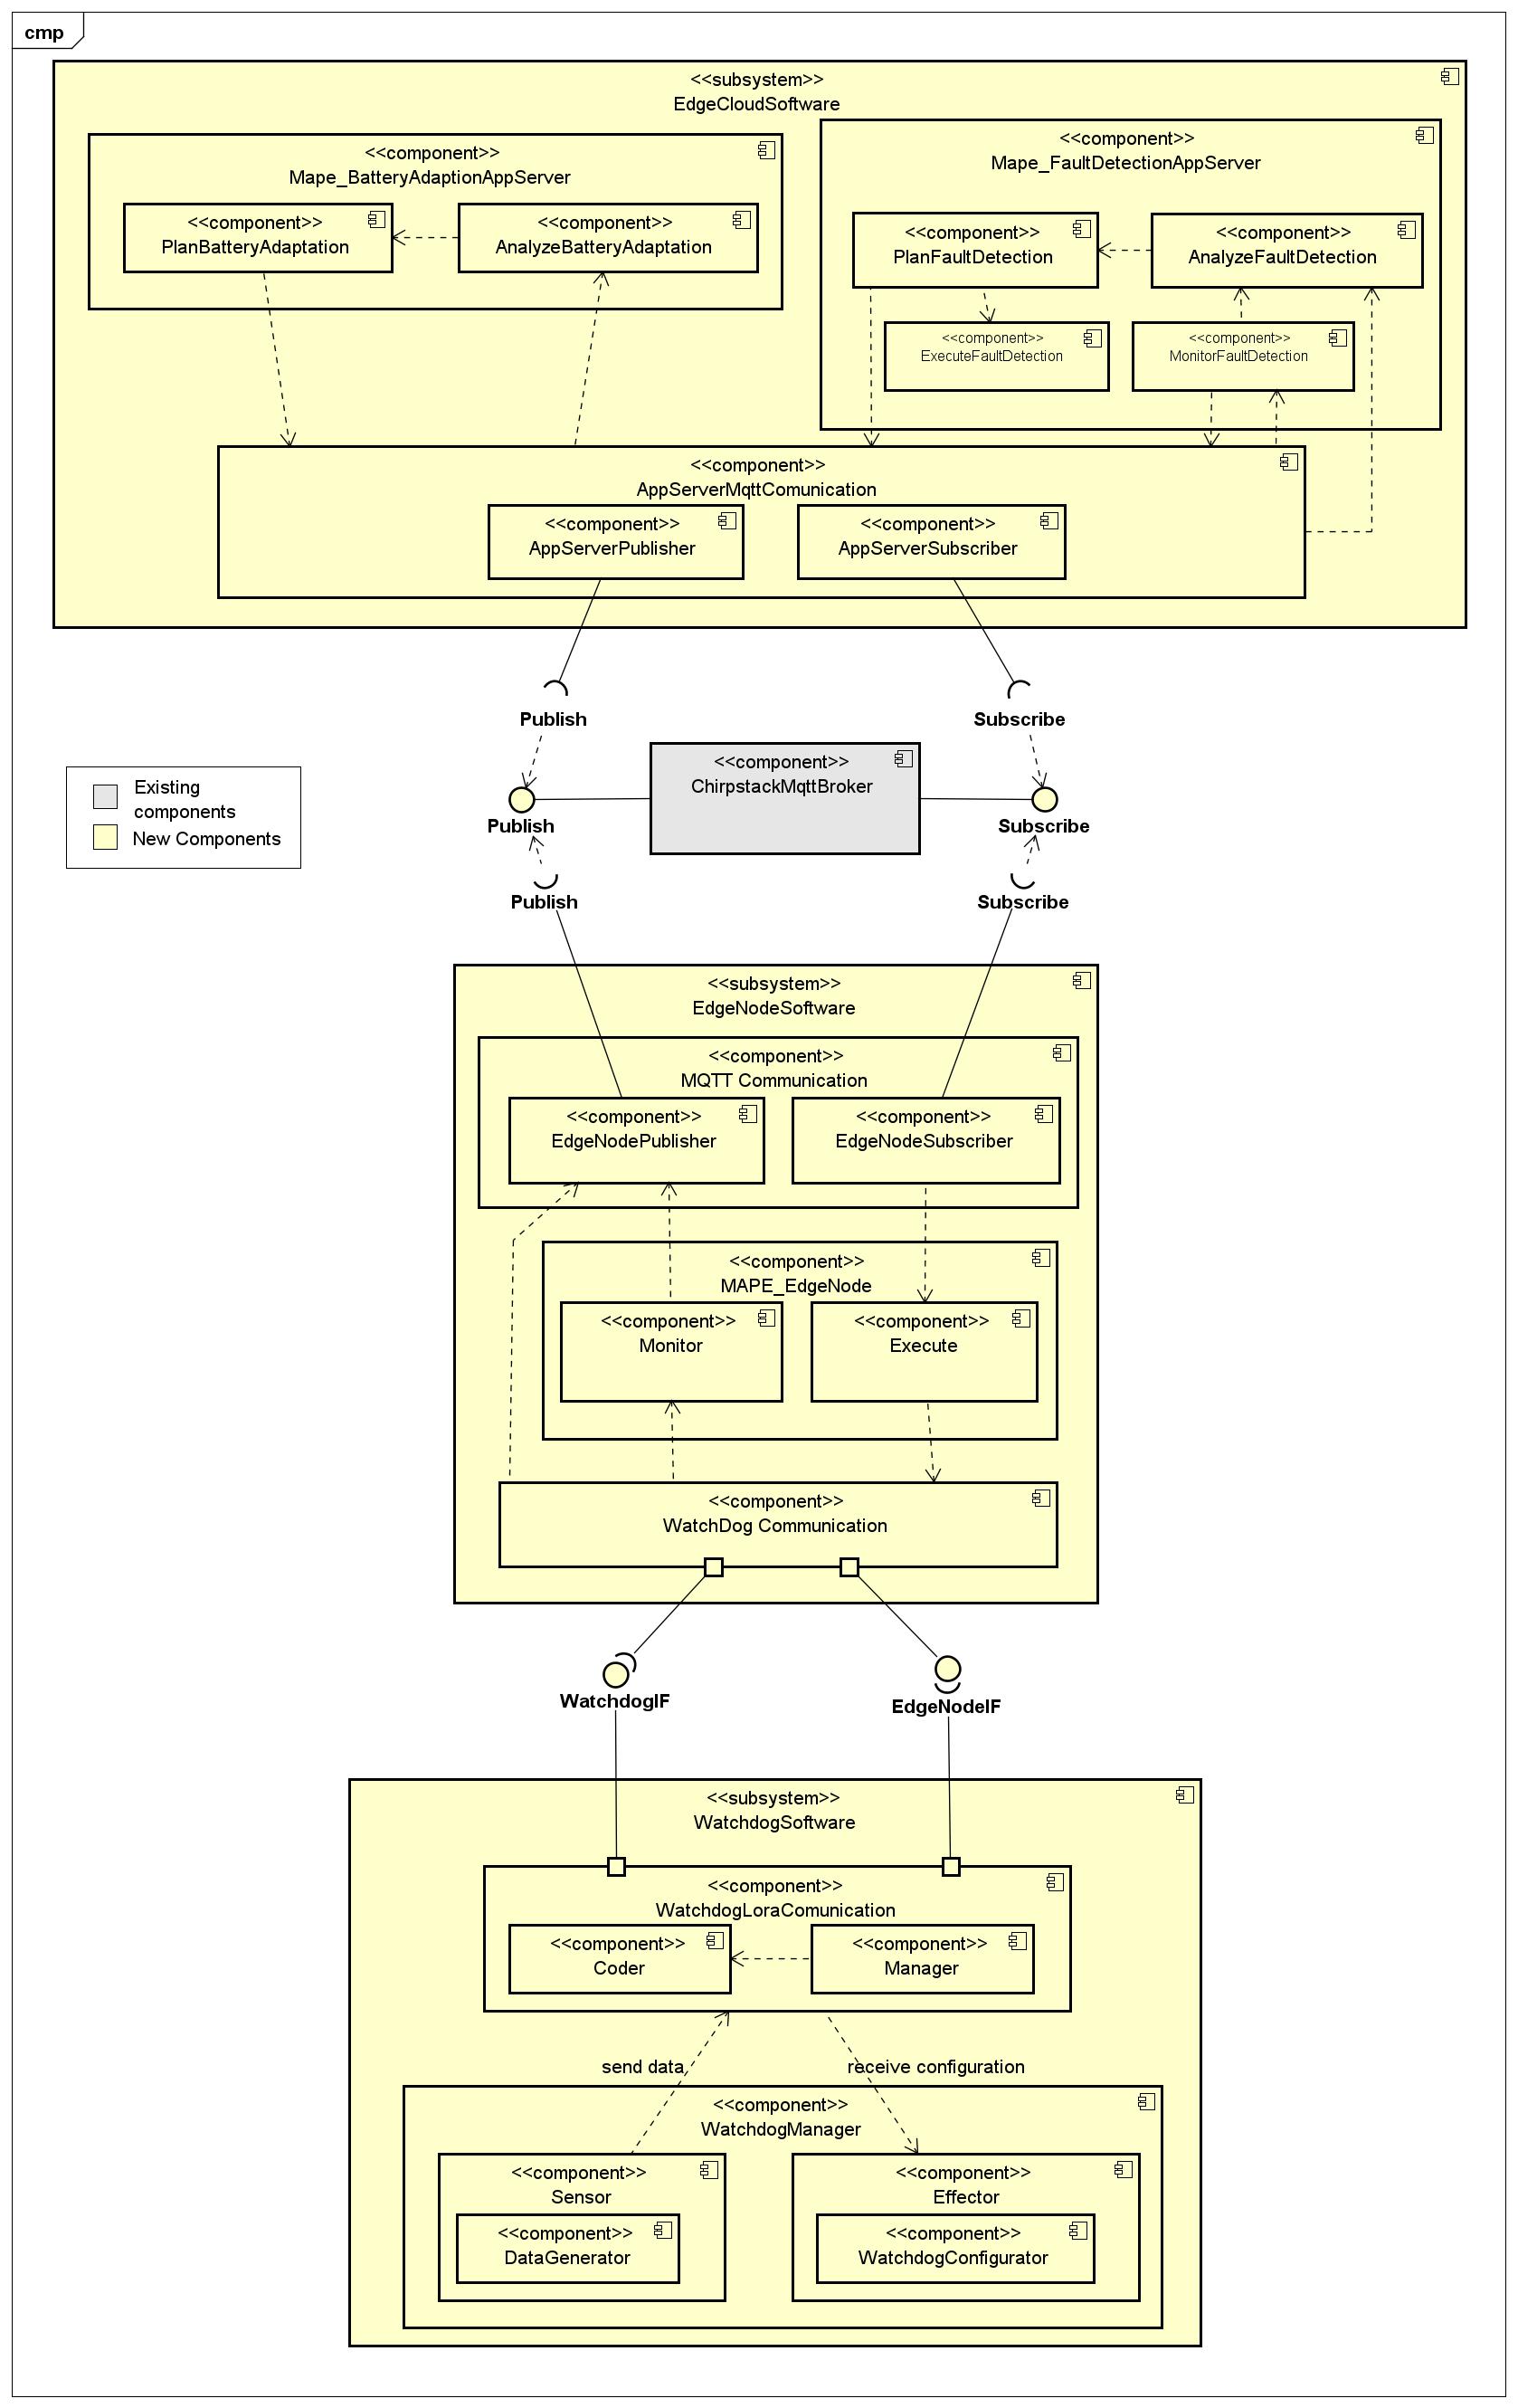 cmp
<<subsystem>>
EdgeCloudSoftware
<<component>>
Mape_BatteryAdaptionAppServer
<<component>>
PlanBatteryAdaptation
<<component>>
AnalyzeBatteryAdaptation
<<component>>
Mape_FaultDetectionAppServer
<<component>>
PlanFaultDetection
<<component>>
AnalyzeFaultDetection
<<component>>
ExecuteFaultDetection
<<component>>
MonitorFaultDetection
<<component>>
AppServerMqttComunication
<<component>>
AppServerPublisher
<<component>>
AppServerSubscriber
Publish
Subscribe
<<component>>
ChirpstackMqttBroker
Existing
components
New Components
Publish
Subscribe
Publish
Subscribe
<<subsystem>>
EdgeNodeSoftware
<<component>>
MQTT Communication
<<component>>
EdgeNodePublisher
<<component>>
EdgeNodeSubscriber
<<component>>
MAPE_EdgeNode
<<component>>
Monitor
<<component>>
Execute
<<component>>
WatchDog Communication
WatchdogIF
EdgeNodeIF
<<subsystem>>
WatchdogSoftware
<<component>>
WatchdogLoraComunication
<<component>>
Coder
<<component>>
Manager
send data
receive configuration
<<component>>
WatchdogManager
<<component>>
Sensor
<<component>>
DataGenerator
<<component>>
Effector
<<component>>
WatchdogConfigurator